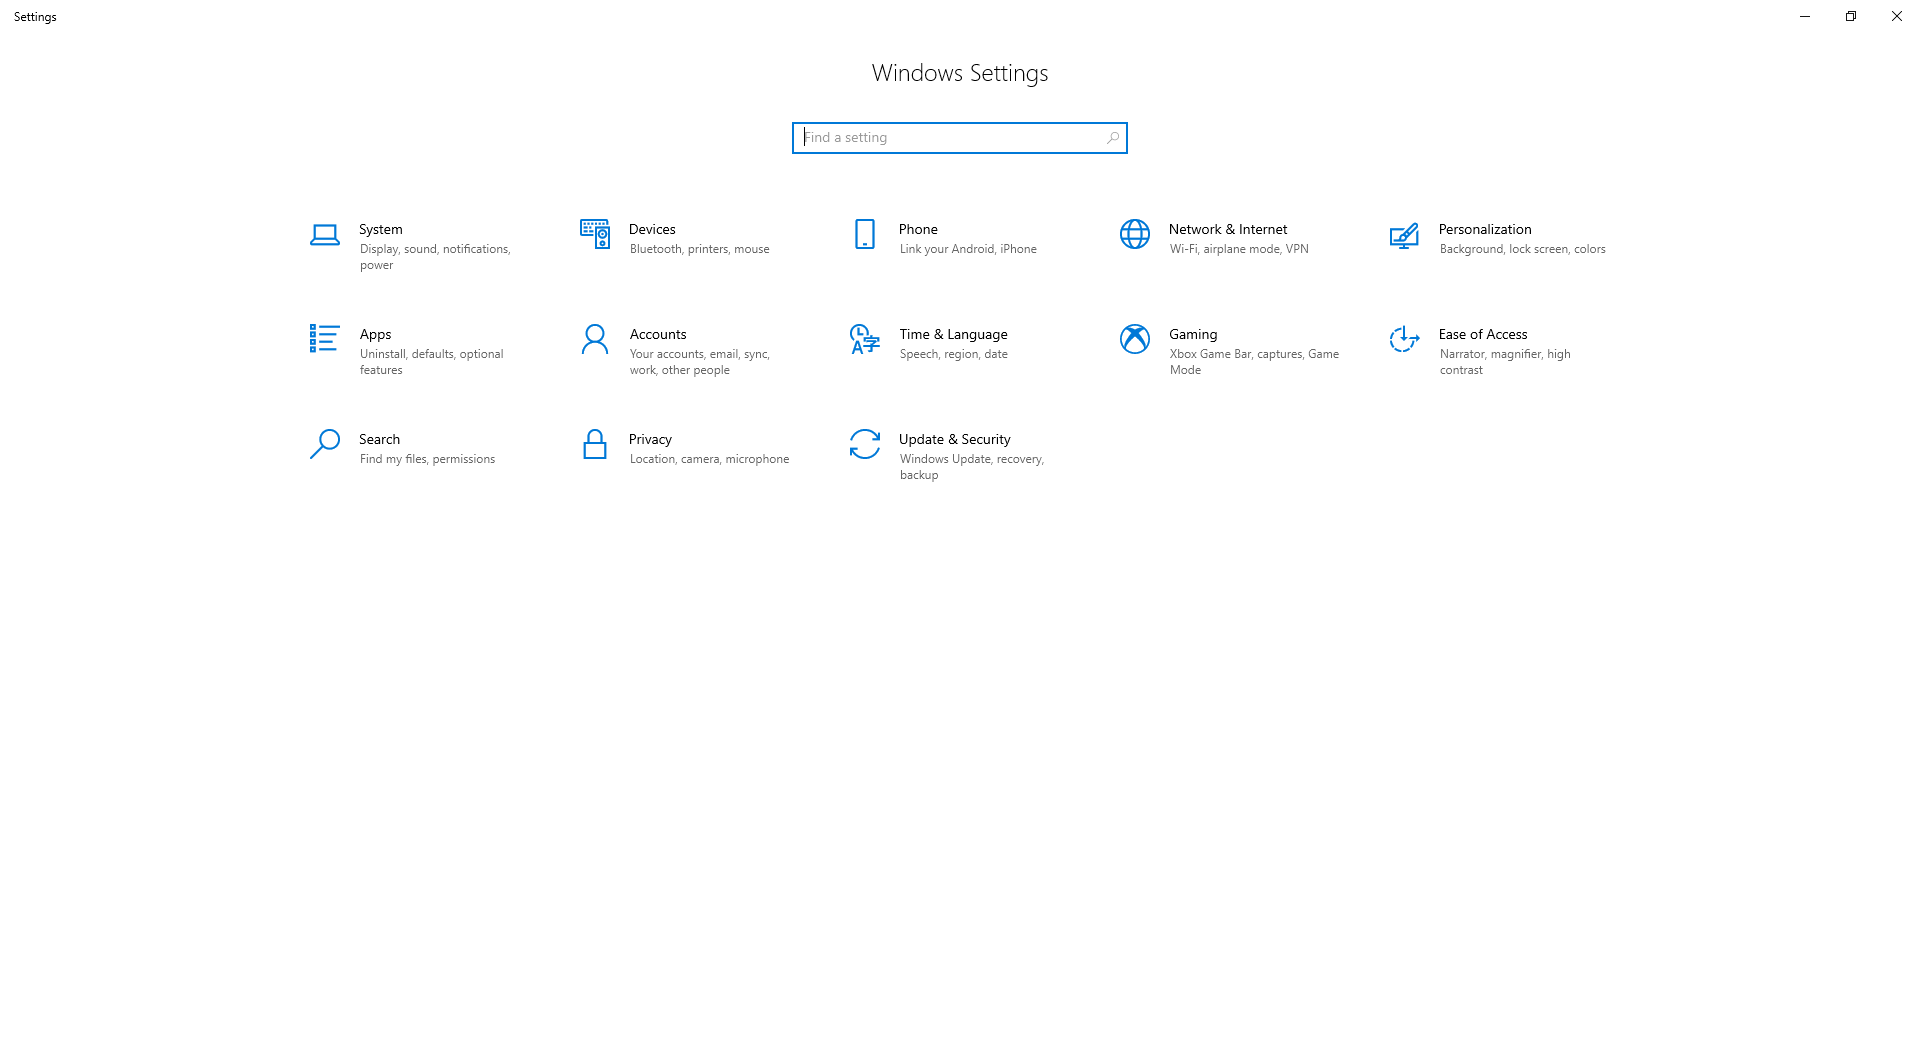 Settings
Windows Settings
Find a setting
System
Display, sound, notifications,
power
Devices
Bluetooth, printers, mouse
Phone
Link your Android, iPhone
Network & Internet
Wi-Fi, airplane mode, VPN
Personalization
Background, lock screen, colors
Apps
Uninstall, defaults, optional
features
Accounts
Your accounts, email, sync,
work, other people
Time & Language
Speech, region, date
Gaming
Xbox Game Bar, captures, Game
Mode
Ease of Access
Narrator, magnifier, high
contrast
Search
Find my files, permissions
Privacy
Location, camera, microphone
Update & Security
Windows Update, recovery,
backup